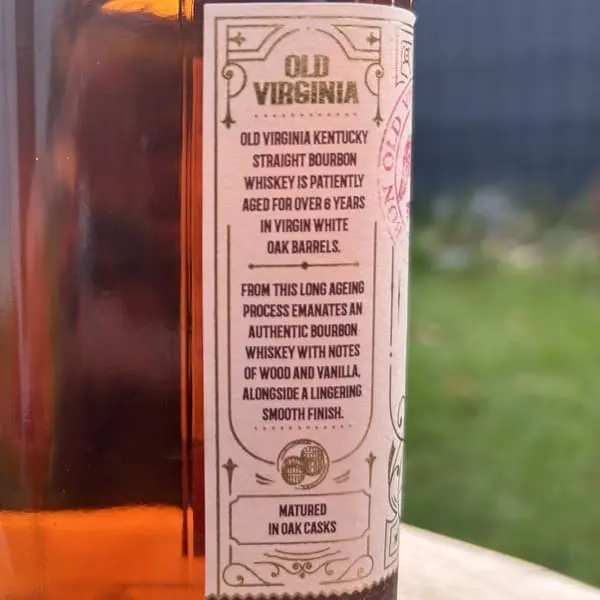 OLD
VIRGINIA
OLD VIRGINIA KENTUCKY
STRAIGHT BOURBON
WHISKEY IS PATIENTLY
AGED FOR OVER 6 YEARS
IN VIRGIN WHITE
OAK BARRELS.
FROM THIS LONG AGEING
PROCESS EMANATES AN
AUTHENTIC BOURBON
WHISKEY WITH NOTES
OF WOOD AND VANILLA,
ALONGSIDE A LINGERING
SMOOTH FINISH.
MATURED
IN OAK CASKS
OLD